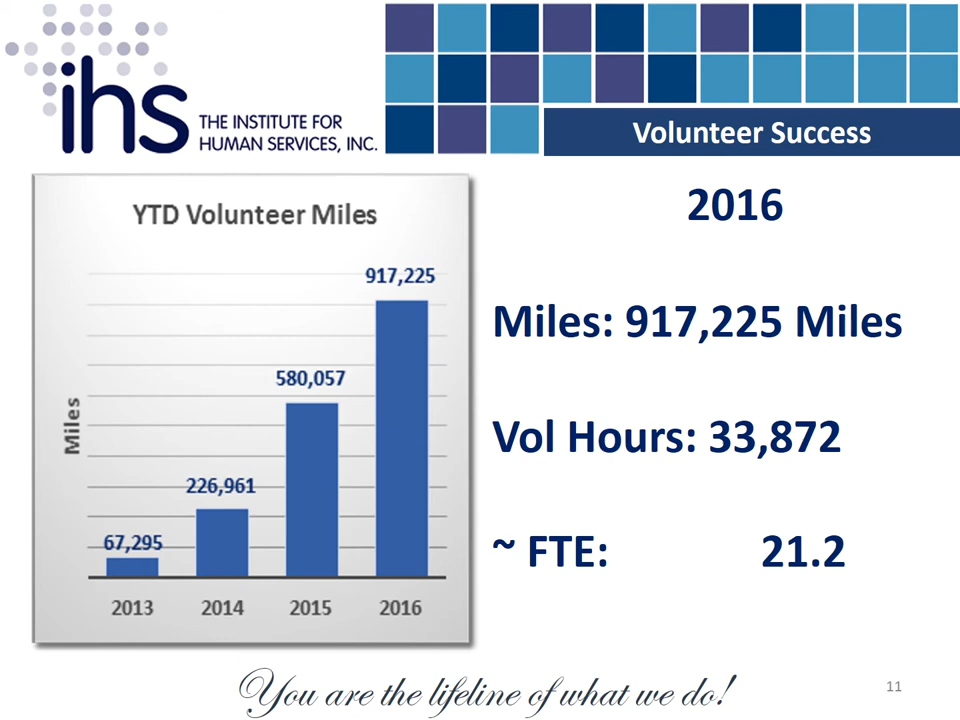 ihs
THE INSTITUTE FOR
HUMAN SERVICES, INC.
Volunteer Success
YTD Volunteer Miles
Miles
917,225
580,057
226,961
67,295
2013 2014 2015 2016
2016
Miles: 917,225 Miles
Vol Hours: 33,872
~ FTE: 21.2
You are the lifeline of what we do!
11